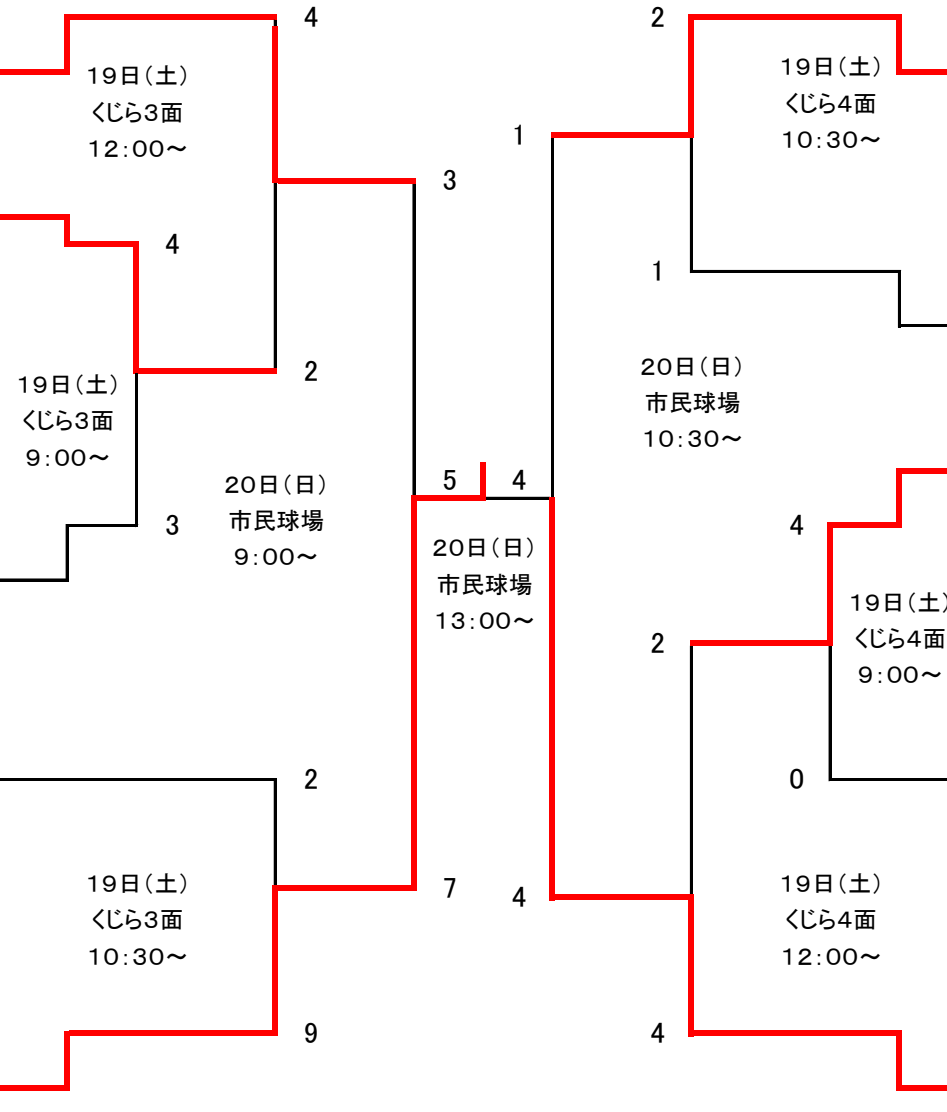 4
2
19日(土)
くじら3面
12:00~
19日(土)
くじら4面
10:30~
1
3
4
1
2
19日(土)
くじら3面
9:00~
20日(日)
市民球場
10:30~
20日(日)
市民球場
9:00~
5
4
3
4
20日(日)
市民球場
13:00~
19日(土)
くじら4面
9:00~
2
2
0
19日(土)
くじら3面
10:30~
7
4
19日(土)
くじら4面
12:00~
9
4